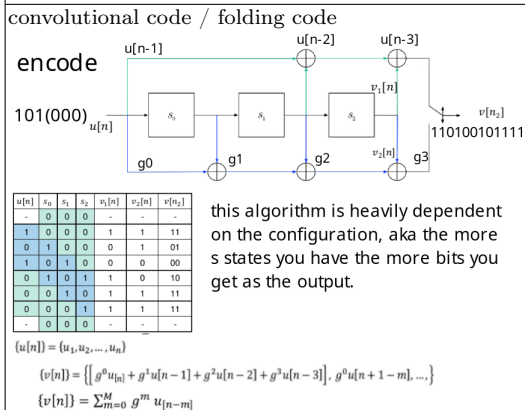 convolutional code / folding code
encode
u[n-1]
u[n-2]
u[n-3]
v₁[n]
101(000) u[n]
s₀
s₁
s₂
v[n₂]
110100101111
v₂[n]
g0
g1
g2
g3
u[n] s₀ s₁ s₂ v₁[n] v₂[n] v[n₂]
- 0 0 0 - - -
1 0 0 0 1 1 11
0 1 0 0 0 1 01
1 0 1 0 0 0 00
0 1 0 1 1 0 10
0 0 1 0 1 1 11
0 0 0 1 1 1 11
- 0 0 0 - - -
this algorithm is heavily dependent
on the configuration, aka the more
s states you have the more bits you
get as the output.
{u[n]} = {u₁, u₂, ..., uₙ}
{v[n]} = {[g⁰u[n] + g¹u[n − 1] + g²u[n − 2] + g³u[n − 3]], g⁰u[n + 1 − m], ..., }
{v[n]} = ∑ᴹₘ₌₀ gᵐ u[n−m]